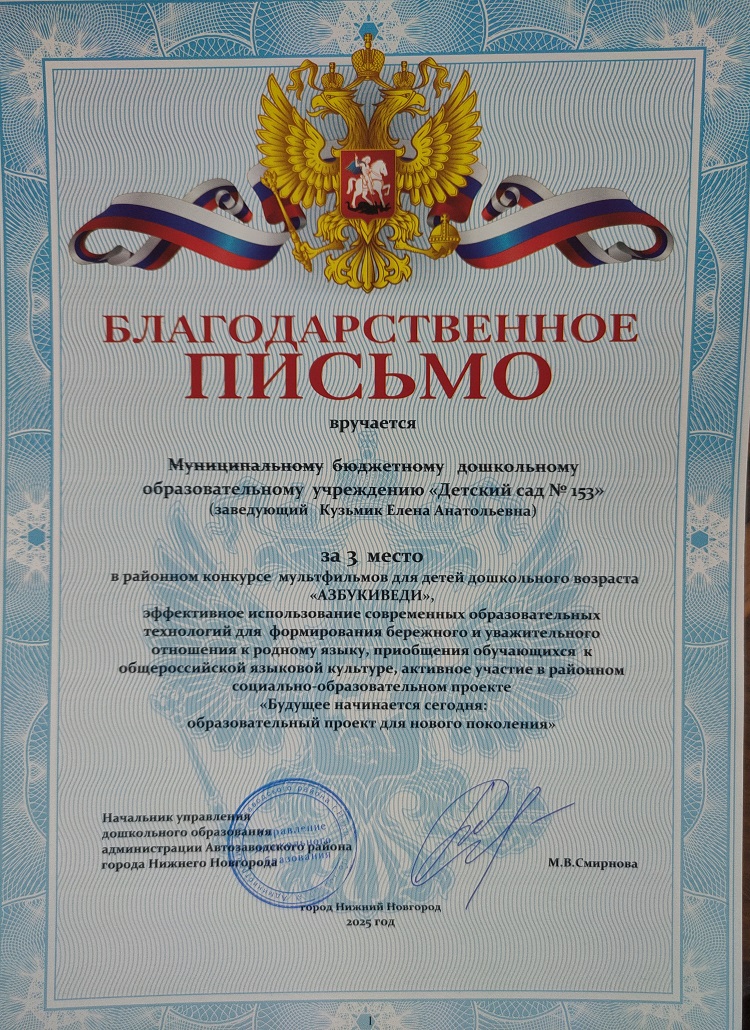 БЛАГОДАРСТВЕННОЕ
ПИСЬМО
вручается
Муниципальному бюджетному дошкольному
образовательному учреждению «Детский сад № 153»
(заведующий Кузьмик Елена Анатольевна)
за 3 место
в районном конкурсе мультфильмов для детей дошкольного возраста
«АЗБУКИВЕДИ»,
эффективное использование современных образовательных
технологий для формирования бережного и уважительного
отношения к родному языку, приобщения обучающихся к
общероссийской языковой культуре, активное участие в районном
социально-образовательном проекте
«Будущее начинается сегодня:
образовательный проект для нового поколения»
Начальник управления
дошкольного образования
администрации Автозаводского района
города Нижнего Новгорода
М.В.Смирнова
город Нижний Новгород
2025 год